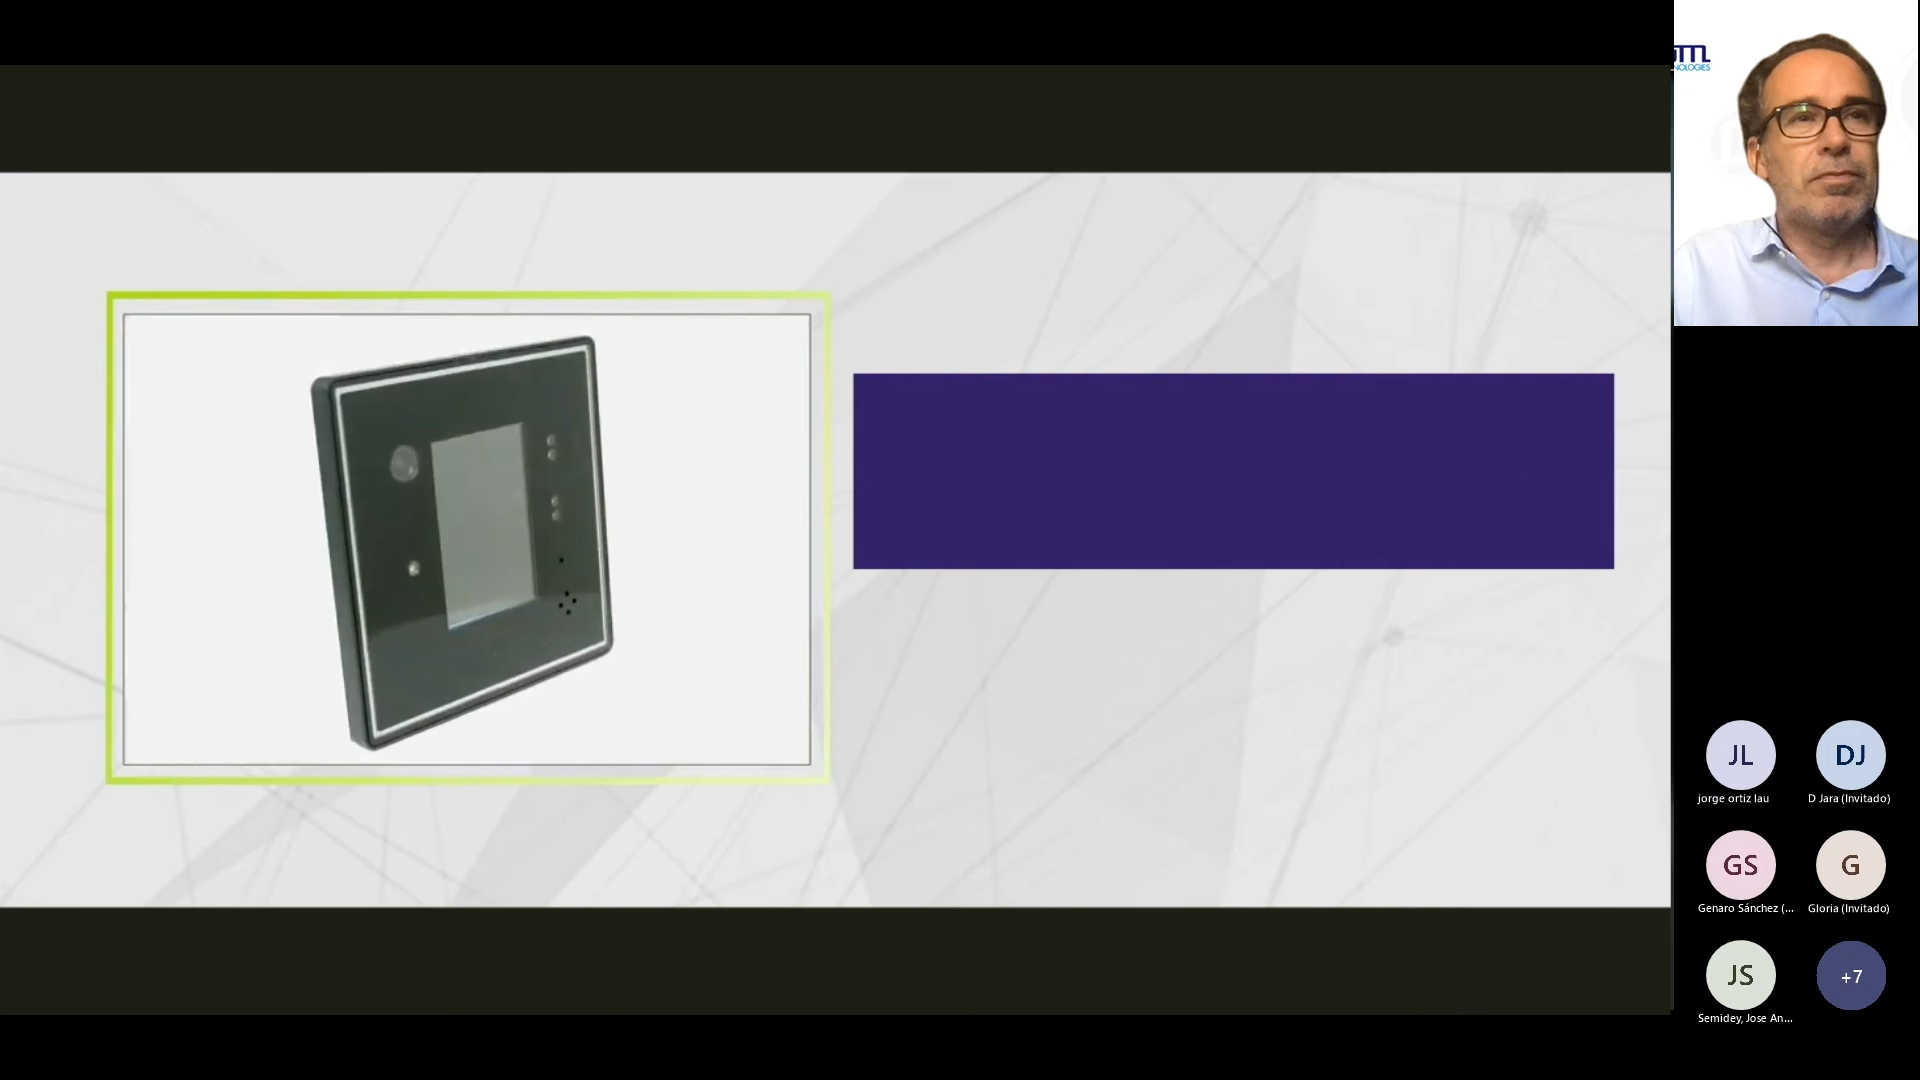 JL
jorge ortiz lau
DJ
D Jara (Invitado)
GS
Genaro Sánchez (...
G
Gloria (Invitado)
JS
Semidey, Jose An...
+7